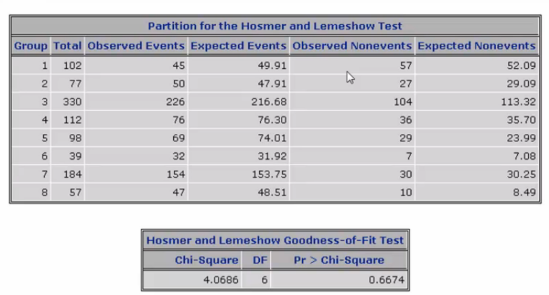 Partition for the Hosmer and Lemeshow Test
Group Total Observed Events Expected Events Observed Nonevents Expected Nonevents
1 102 45 49.91 57 52.09
2 77 50 47.91 27 29.09
3 330 226 216.68 104 113.32
4 112 76 76.30 36 35.70
5 98 69 74.01 29 23.99
6 39 32 31.92 7 7.08
7 184 154 153.75 30 30.25
8 57 47 48.51 10 8.49
Hosmer and Lemeshow Goodness-of-Fit Test
Chi-Square DF Pr > Chi-Square
4.0686 6 0.6674